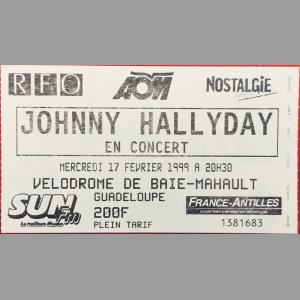 RFO AOM NOSTALGIE
JOHNNY HALLYDAY
EN CONCERT
MERCREDI 17 FEVRIER 1999 A 20H30
VELODROME DE BAIE-MAHAULT
GUADELOUPE
SUN FM
200F
FRANCE-ANTILLES
PLEIN TARIF
1381683